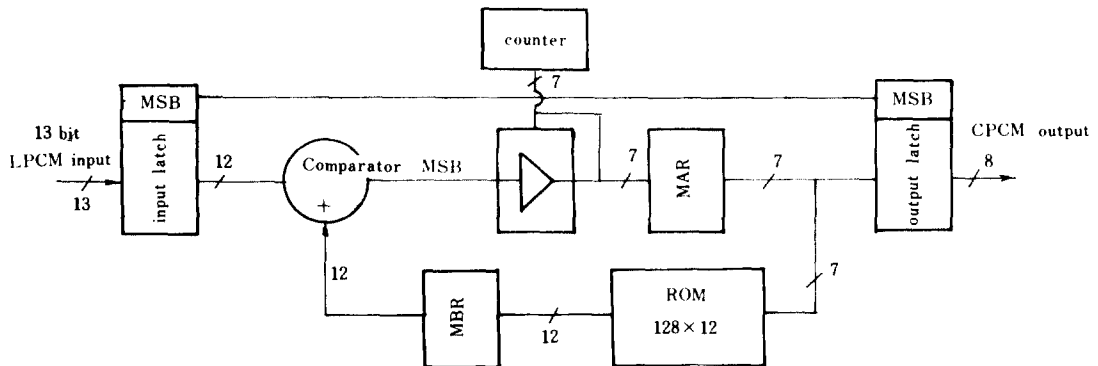 counter
7
MSB
MSB
13 bit
LPCM input
13
input latch
12
Comparator MSB
+
7
MAR
7
output latch
CPCM output
8
12
MBR
12
ROM
128×12
7